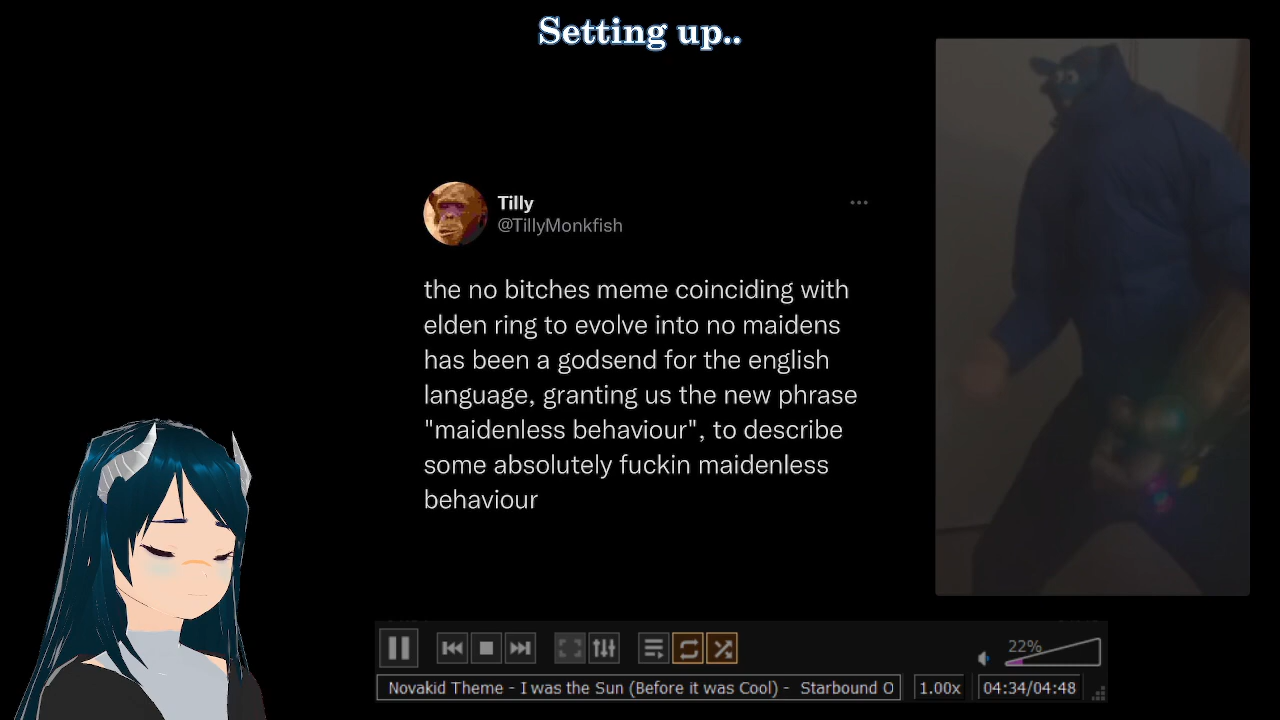 Setting up..
Tilly
@TillyMonkfish
the no bitches meme coinciding with
elden ring to evolve into no maidens
has been a godsend for the english
language, granting us the new phrase
"maidenless behaviour", to describe
some absolutely fuckin maidenless
behaviour
22%
Novakid Theme - I was the Sun (Before it was Cool) - Starbound O
1.00x
04:34/04:48